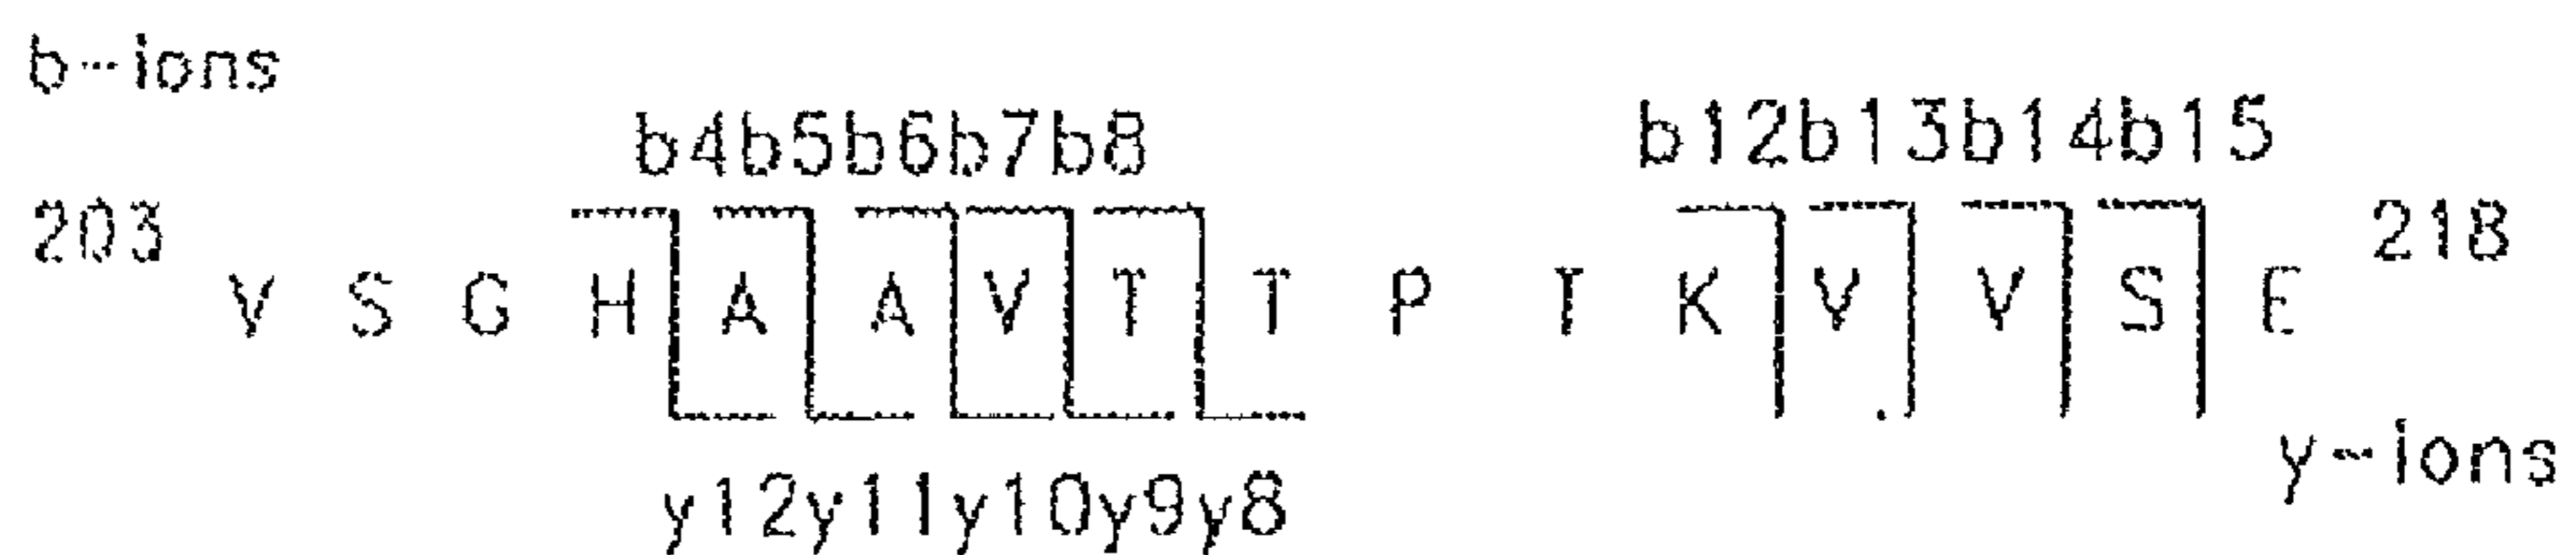 b-ions
b4b5b6b7b8 b12b13b14b15
203 V S G H A A V T T P T K V V S E 218
y-ions
y12y11y10y9y8